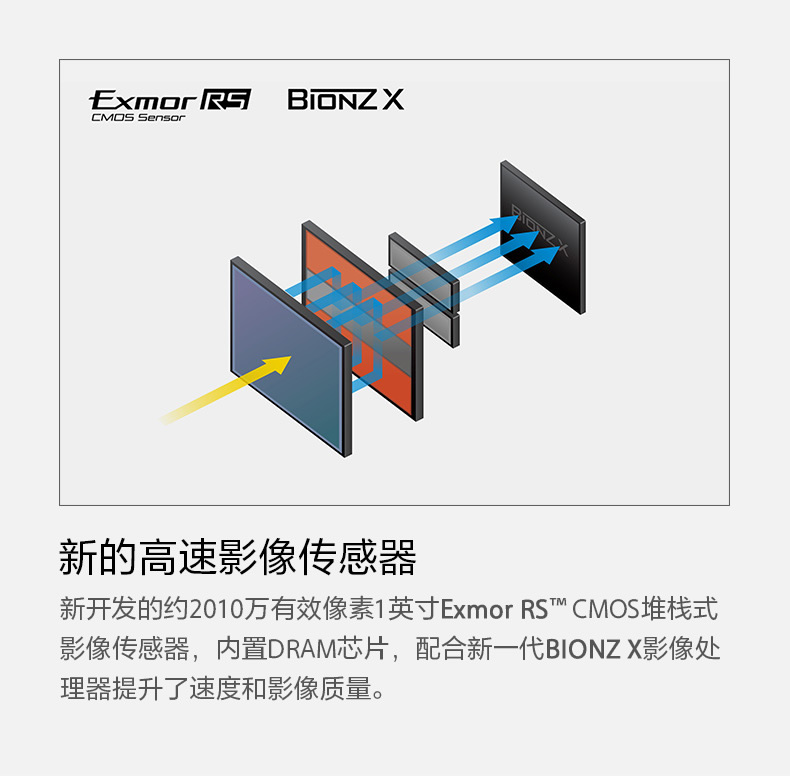 Exmor RS BIONZ X
CMOS Sensor
BIONZ X
新的高速影像传感器
新开发的约2010万有效像素1英寸Exmor RS™ CMOS堆栈式
影像传感器，内置DRAM芯片，配合新一代BIONZ X影像处
理器提升了速度和影像质量。